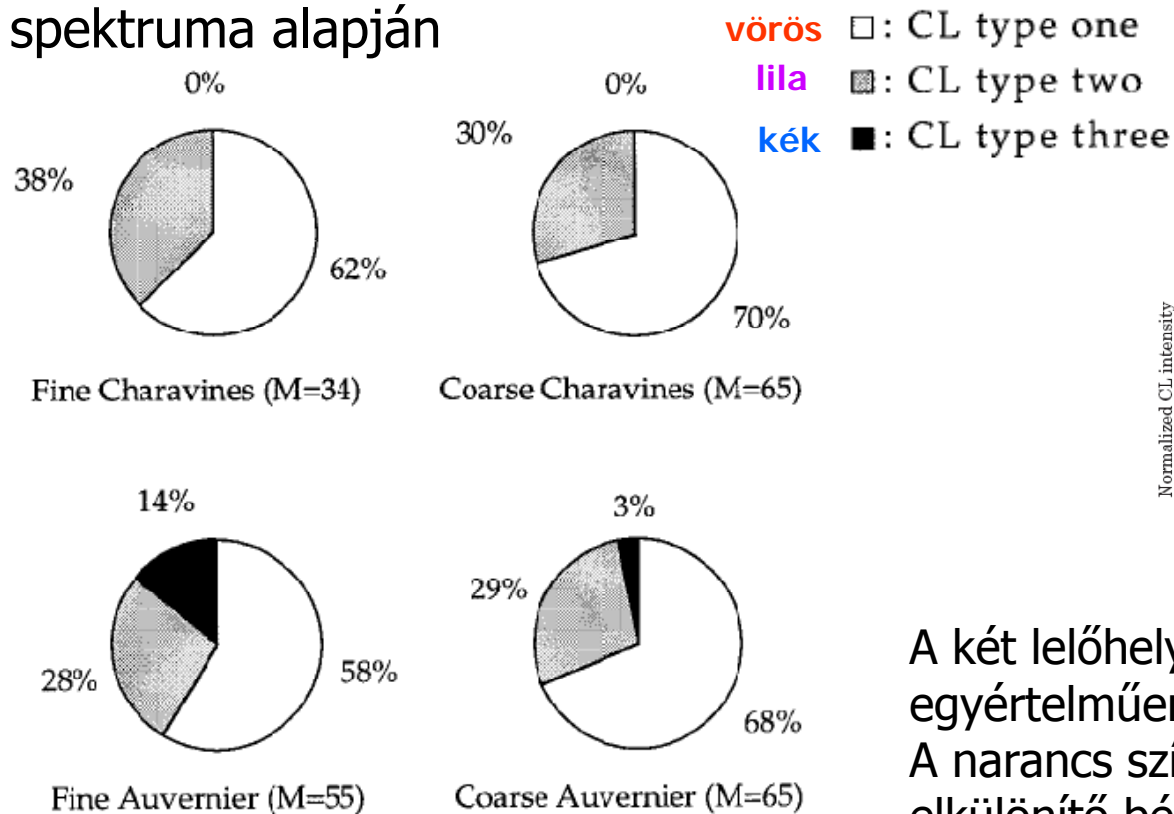 spektruma alapján
vörös □: CL type one
lila ▩: CL type two
kék ■: CL type three
0%
38%
62%
Fine Charavines (M=34)
0%
30%
70%
Coarse Charavines (M=65)
Normalized CL intensity
14%
28%
58%
Fine Auvernier (M=55)
3%
29%
68%
Coarse Auvernier (M=65)
A két lelőhely
egyértelműen
A narancs szí